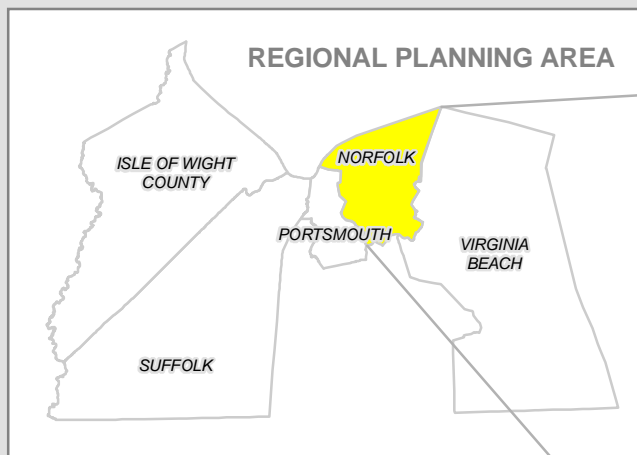 REGIONAL PLANNING AREA
ISLE OF WIGHT
COUNTY
NORFOLK
PORTSMOUTH
VIRGINIA
BEACH
SUFFOLK